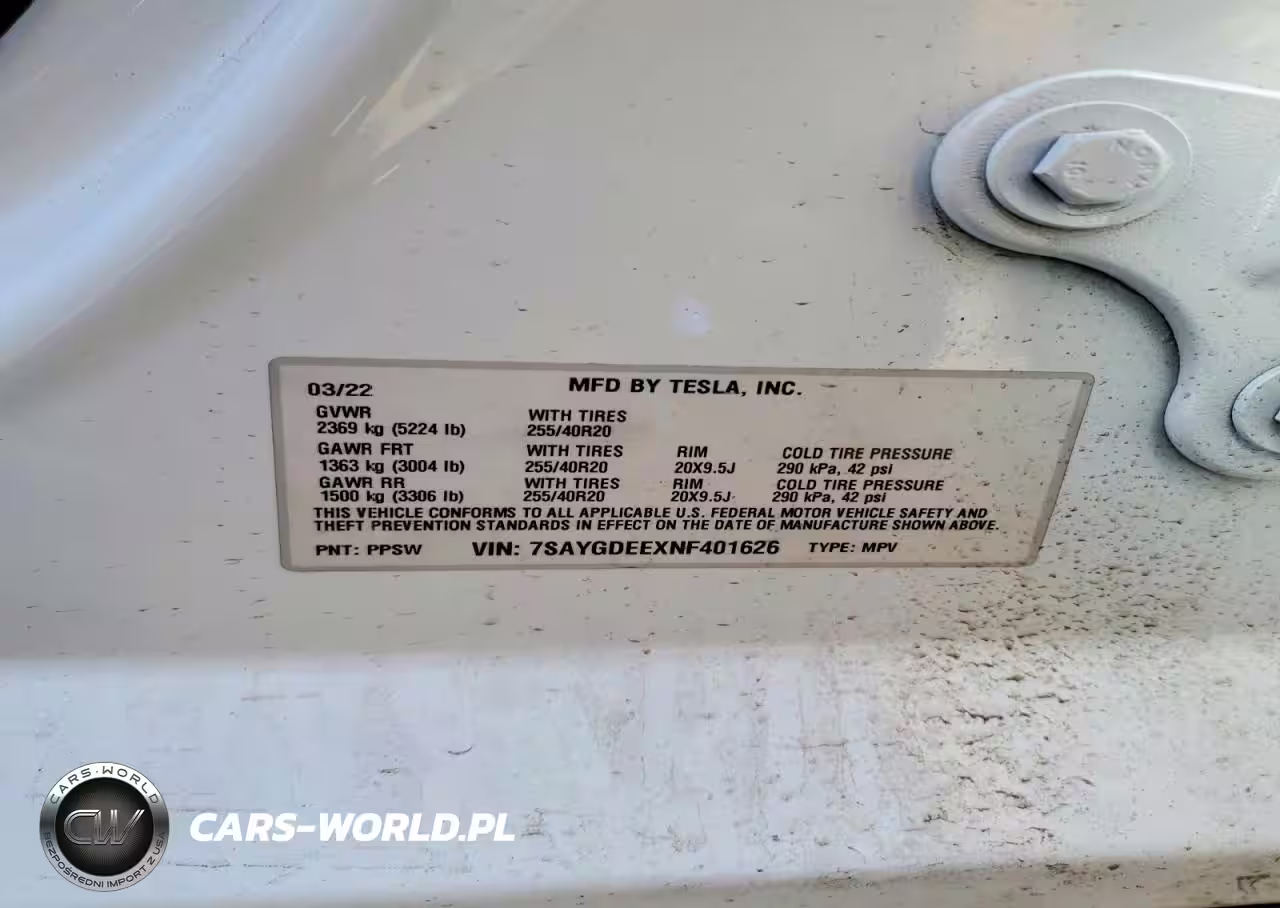 03/22 MFD BY TESLA, INC.
GVWR WITH TIRES
2369 kg (5224 lb) 255/40R20
GAWR FRT WITH TIRES RIM COLD TIRE PRESSURE
1363 kg (3004 lb) 255/40R20 20X9.5J 290 kPa, 42 psi
GAWR RR WITH TIRES RIM COLD TIRE PRESSURE
1500 kg (3306 lb) 255/40R20 20X9.5J 290 kPa, 42 psi
THIS VEHICLE CONFORMS TO ALL APPLICABLE U.S. FEDERAL MOTOR VEHICLE SAFETY AND
THEFT PREVENTION STANDARDS IN EFFECT ON THE DATE OF MANUFACTURE SHOWN ABOVE.
PNT: PPSW VIN: 7SAYGDEEXNF401626 TYPE: MPV
CARS-WORLD
CW
BEZPOŚREDNI IMPORT Z USA
CARS-WORLD.PL